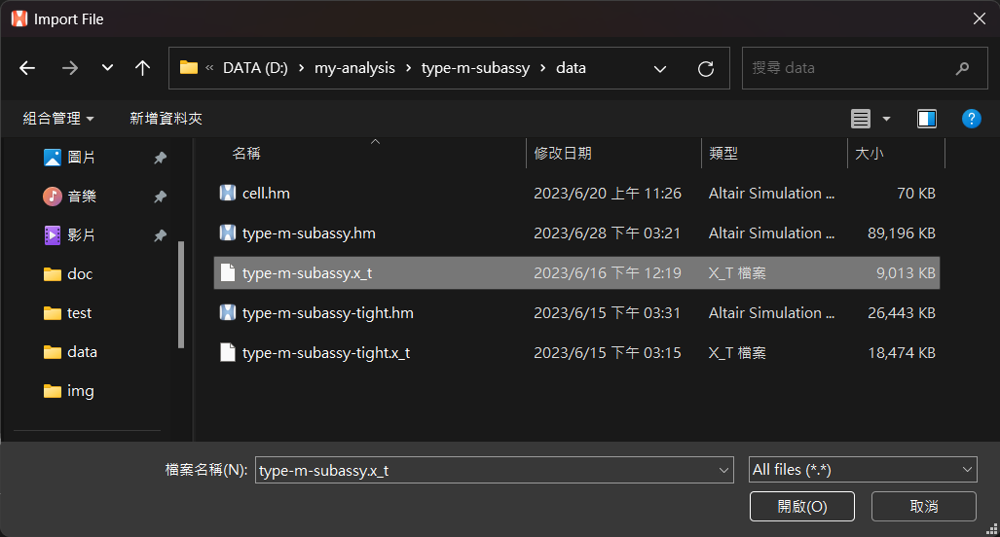 Import File
« DATA (D:) › my-analysis › type-m-subassy › data
搜尋 data
組合管理
新增資料夾
圖片
音樂
影片
doc
test
data
img
名稱 修改日期 類型 大小
cell.hm 2023/6/20 上午 11:26 Altair Simulation ... 70 KB
type-m-subassy.hm 2023/6/28 下午 03:21 Altair Simulation ... 89,196 KB
type-m-subassy.x_t 2023/6/16 下午 12:19 X_T 檔案 9,013 KB
type-m-subassy-tight.hm 2023/6/15 下午 03:31 Altair Simulation ... 26,443 KB
type-m-subassy-tight.x_t 2023/6/15 下午 03:15 X_T 檔案 18,474 KB
檔案名稱(N): type-m-subassy.x_t
All files (*.*)
開啟(O)
取消